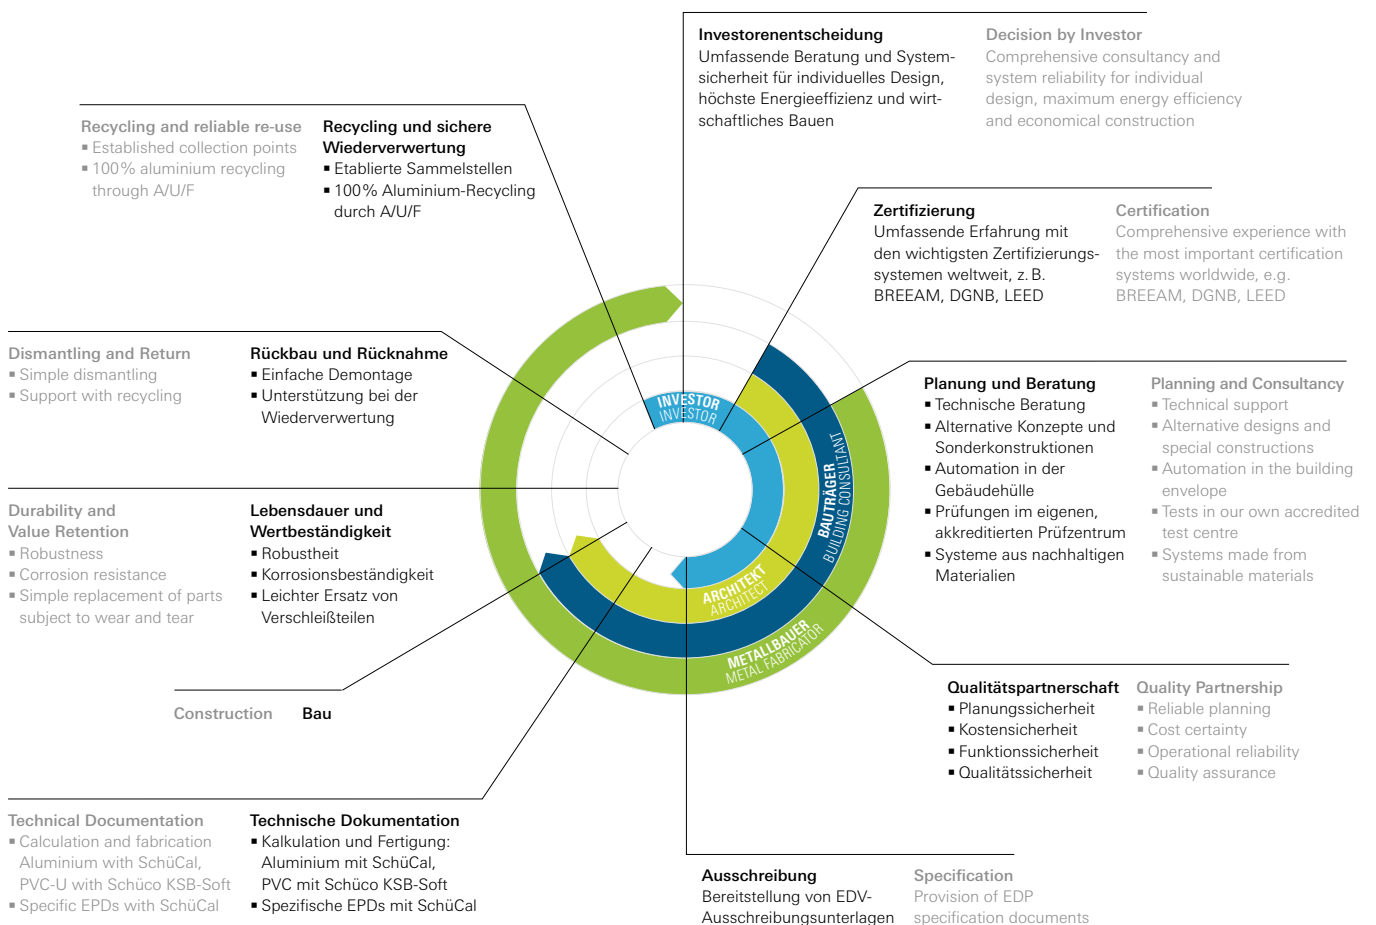 Investorenentscheidung
Umfassende Beratung und System-
sicherheit für individuelles Design,
höchste Energieeffizienz und wirt-
schaftliches Bauen
Decision by Investor
Comprehensive consultancy and
system reliability for individual
design, maximum energy efficiency
and economical construction
Recycling and reliable re-use
▪ Established collection points
▪ 100% aluminium recycling
through A/U/F
Recycling und sichere
Wiederverwertung
▪ Etablierte Sammelstellen
▪ 100% Aluminium-Recycling
durch A/U/F
Zertifizierung
Umfassende Erfahrung mit
den wichtigsten Zertifizierungs-
systemen weltweit, z. B.
BREEAM, DGNB, LEED
Certification
Comprehensive experience with
the most important certification
systems worldwide, e.g.
BREEAM, DGNB, LEED
Dismantling and Return
▪ Simple dismantling
▪ Support with recycling
Rückbau und Rücknahme
▪ Einfache Demontage
▪ Unterstützung bei der
Wiederverwertung
Planung und Beratung
▪ Technische Beratung
▪ Alternative Konzepte und
Sonderkonstruktionen
▪ Automation in der
Gebäudehülle
▪ Prüfungen im eigenen,
akkreditierten Prüfzentrum
▪ Systeme aus nachhaltigen
Materialien
Planning and Consultancy
▪ Technical support
▪ Alternative designs and
special constructions
▪ Automation in the building
envelope
▪ Tests in our own accredited
test centre
▪ Systems made from
sustainable materials
INVESTOR
INVESTOR
BAUTRÄGER
BUILDING CONSULTANT
ARCHITEKT
ARCHITECT
METALLBAUER
METAL FABRICATOR
Durability and
Value Retention
▪ Robustness
▪ Corrosion resistance
▪ Simple replacement of parts
subject to wear and tear
Lebensdauer und
Wertbeständigkeit
▪ Robustheit
▪ Korrosionsbeständigkeit
▪ Leichter Ersatz von
Verschleißteilen
Construction
Bau
Qualitätspartnerschaft
▪ Planungssicherheit
▪ Kostensicherheit
▪ Funktionssicherheit
▪ Qualitätssicherheit
Quality Partnership
▪ Reliable planning
▪ Cost certainty
▪ Operational reliability
▪ Quality assurance
Technical Documentation
▪ Calculation and fabrication
Aluminium with SchüCal,
PVC-U with Schüco KSB-Soft
▪ Specific EPDs with SchüCal
Technische Dokumentation
▪ Kalkulation und Fertigung:
Aluminium mit SchüCal,
PVC mit Schüco KSB-Soft
▪ Spezifische EPDs mit SchüCal
Ausschreibung
Bereitstellung von EDV-
Ausschreibungsunterlagen
Specification
Provision of EDP
specification documents